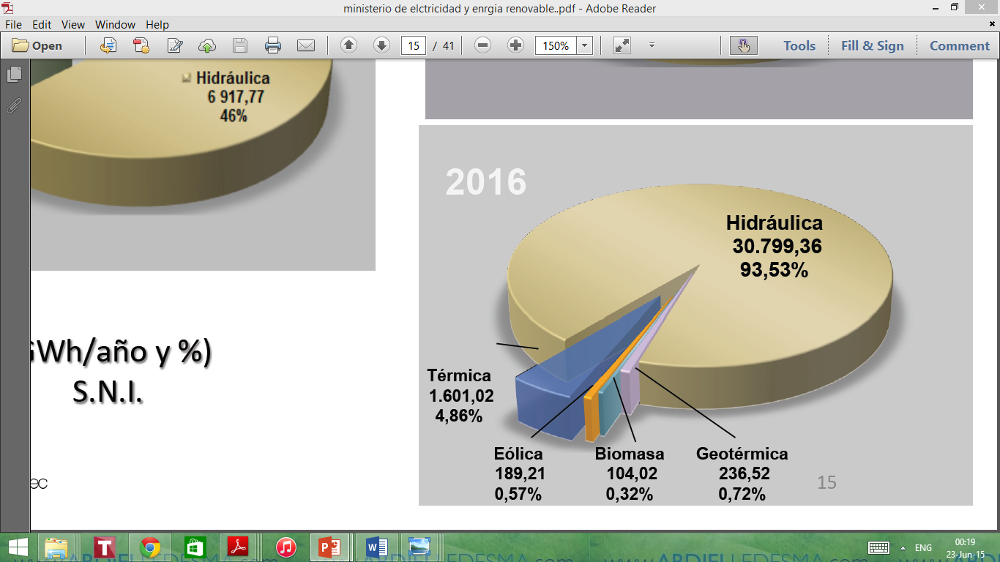 ministerio de elctricidad y enrgia renovable..pdf - Adobe Reader
File Edit View Window Help
Open
15 / 41
150%
Tools Fill & Sign Comment
Hidráulica
6 917,77
46%
2016
Hidráulica
30.799,36
93,53%
GWh/año y %)
S.N.I.
Térmica
1.601,02
4,86%
Eólica
189,21
0,57%
Biomasa
104,02
0,32%
Geotérmica
236,52
0,72%
15
ec
ENG
00:19
23-Jun-15